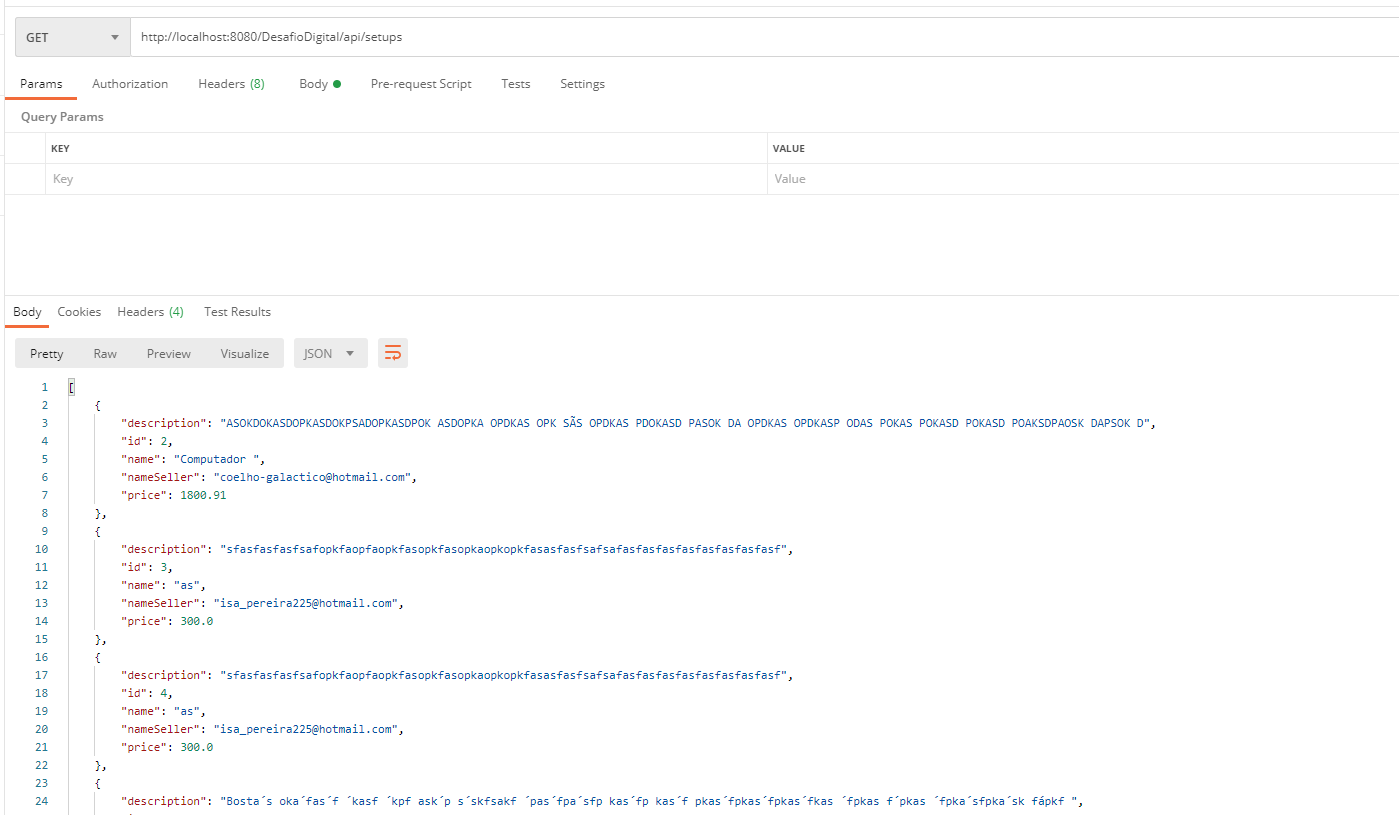 GET http://localhost:8080/DesafioDigital/api/setups
Params Authorization Headers (8) Body Pre-request Script Tests Settings
Query Params
KEY VALUE
Key Value
Body Cookies Headers (4) Test Results
Pretty Raw Preview Visualize JSON
1 [
2 {
3 "description": "ASOKDOKASDOPKASDOKPSADOPKASDPOK ASDOPKA OPDKAS OPK SÃS OPDKAS PDOKASD PASOK DA OPDKAS OPDKASP ODAS POKAS POKASD POKASD POAKSDPAOSK DAPSOK D",
4 "id": 2,
5 "name": "Computador ",
6 "nameSeller": "coelho-galactico@hotmail.com",
7 "price": 1800.91
8 },
9 {
10 "description": "sfasfasfasfsafopkfaopfaopkfasopkfasopkaopkopkfasasfasfsafsafasfasfasfasfasfasfasfasf",
11 "id": 3,
12 "name": "as",
13 "nameSeller": "isa_pereira225@hotmail.com",
14 "price": 300.0
15 },
16 {
17 "description": "sfasfasfasfsafopkfaopfaopkfasopkfasopkaopkopkfasasfasfsafsafasfasfasfasfasfasfasfasf",
18 "id": 4,
19 "name": "as",
20 "nameSeller": "isa_pereira225@hotmail.com",
21 "price": 300.0
22 },
23 {
24 "description": "Bosta´s oka´fas´f ´kasf ´kpf ask´p s´skfsakf ´pas´fpa´sfp kas´fp kas´f pkas´fpkas´fpkas´fkas ´fpkas f´pkas ´fpka´sfpka´sk fápkf ",